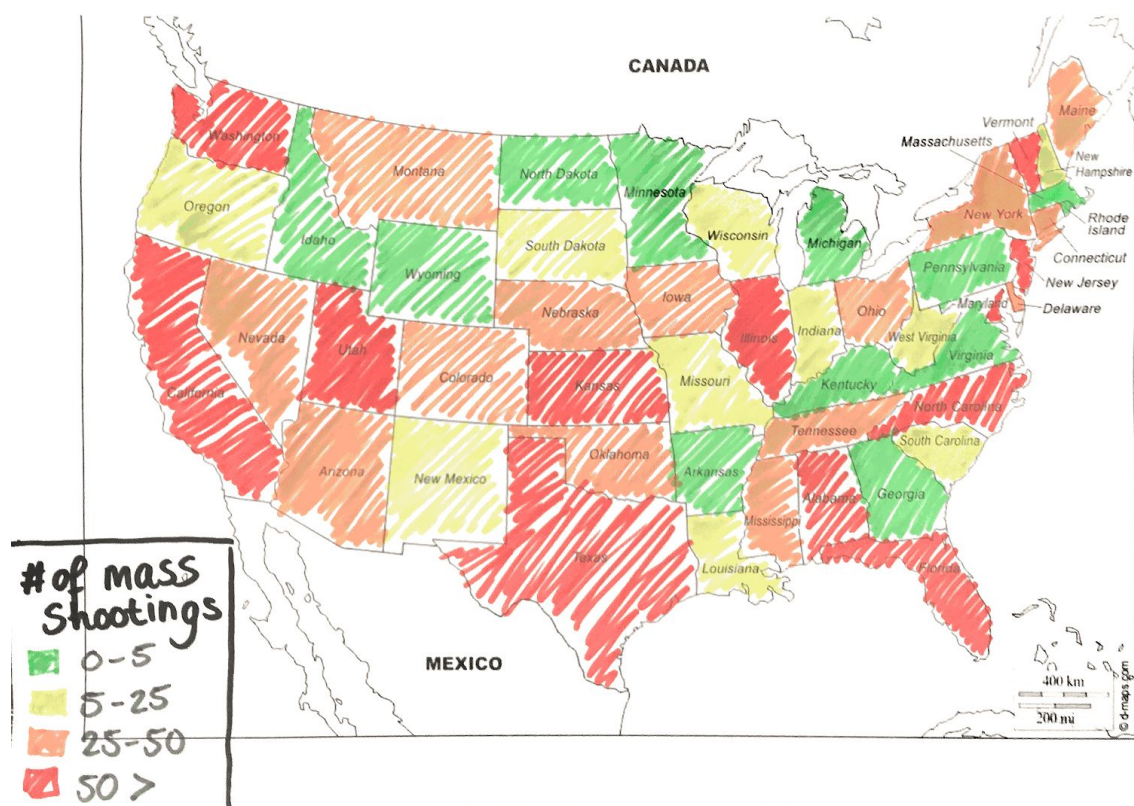 CANADA
Washington
Montana
North Dakota
Minnesota
Maine
Vermont
Massachusetts
New
Hampshire
Oregon
Idaho
Wyoming
South Dakota
Wisconsin
Michigan
New York
Rhode
Island
Connecticut
New Jersey
Pennsylvania
Maryland
Delaware
Nevada
Utah
Colorado
Nebraska
Iowa
Illinois
Indiana
Ohio
West Virginia
Virginia
California
Kansas
Missouri
Kentucky
North Carolina
Tennessee
South Carolina
Arizona
New Mexico
Oklahoma
Arkansas
Mississippi
Alabama
Georgia
Texas
Louisiana
Florida
MEXICO
# of mass
shootings
0-5
5-25
25-50
50 >
400 km
200 mi
© d-maps.com